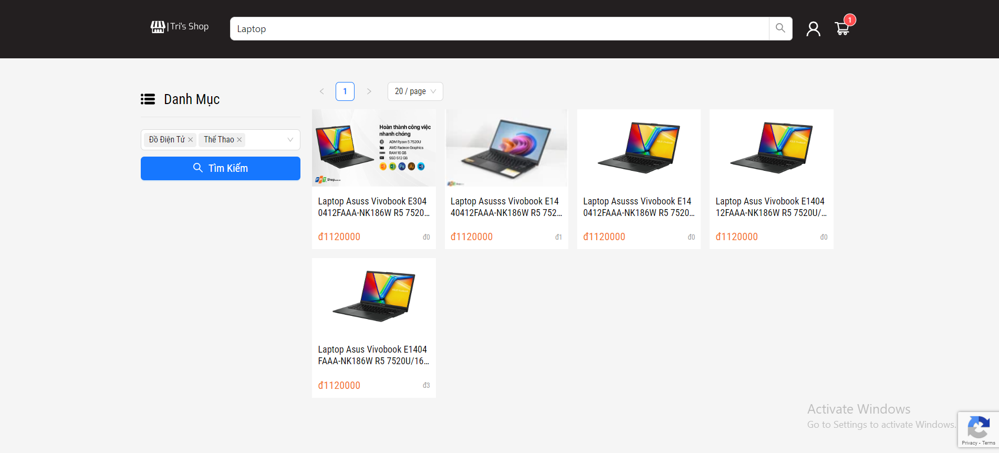 Tri's Shop
Laptop
1
Danh Mục
Đồ Điện Tử
Thể Thao
Tìm Kiếm
1
20 / page
Hoàn thành công việc
nhanh chóng
ADM Ryzen 5 7520U
AMD Radeon Graphics
RAM 16 GB
SSD 512 GB
Laptop Asuss Vivobook E304
0412FAAA-NK186W R5 7520...
đ1120000
đ0
Laptop Asusss Vivobook E14
40412FAAA-NK186W R5 752...
đ1120000
đ1
Laptop Asusss Vivobook E14
0412FAAA-NK186W R5 7520...
đ1120000
đ0
Laptop Asus Vivobook E1404
12FAAA-NK186W R5 7520U/...
đ1120000
đ0
Laptop Asus Vivobook E1404
FAAA-NK186W R5 7520U/16...
đ1120000
đ3
Activate Windows
Go to Settings to activate Windows.
Privacy - Terms